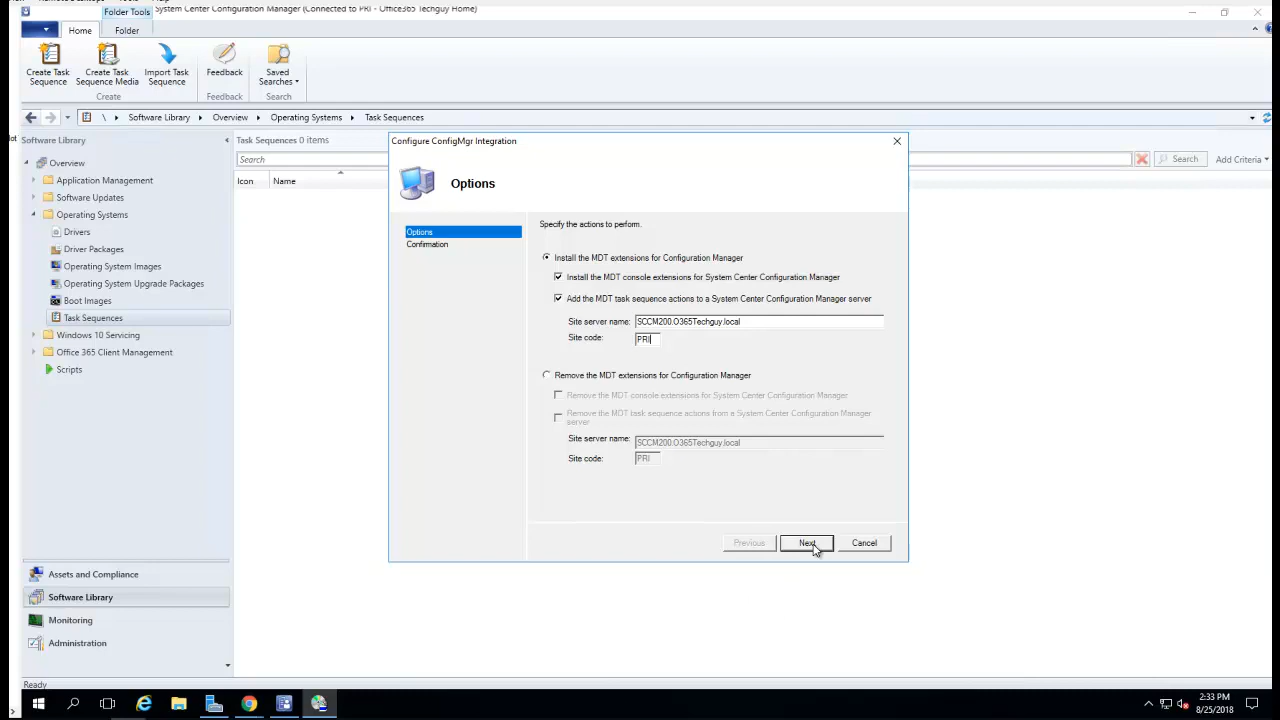 Folder Tools
System Center Configuration Manager (Connected to PRI - Office365 Techguy Home)
Home
Folder
Create Task Sequence
Create Task Sequence Media
Import Task Sequence
Feedback
Saved Searches
Create
Feedback
Search
\ Software Library Overview Operating Systems Task Sequences
Software Library
Task Sequences 0 items
Search
Search
Add Criteria
Icon
Name
Overview
Application Management
Software Updates
Operating Systems
Drivers
Driver Packages
Operating System Images
Operating System Upgrade Packages
Boot Images
Task Sequences
Windows 10 Servicing
Office 365 Client Management
Scripts
Configure ConfigMgr Integration
Options
Options
Confirmation
Specify the actions to perform.
Install the MDT extensions for Configuration Manager
Install the MDT console extensions for System Center Configuration Manager
Add the MDT task sequence actions to a System Center Configuration Manager server
Site server name: SCCM200.O365Techguy.local
Site code: PRI
Remove the MDT extensions for Configuration Manager
Remove the MDT console extensions for System Center Configuration Manager
Remove the MDT task sequence actions from a System Center Configuration Manager
server
Site server name: SCCM200.O365Techguy.local
Site code: PRI
Previous
Next
Cancel
Assets and Compliance
Software Library
Monitoring
Administration
Ready
2:33 PM
8/25/2018